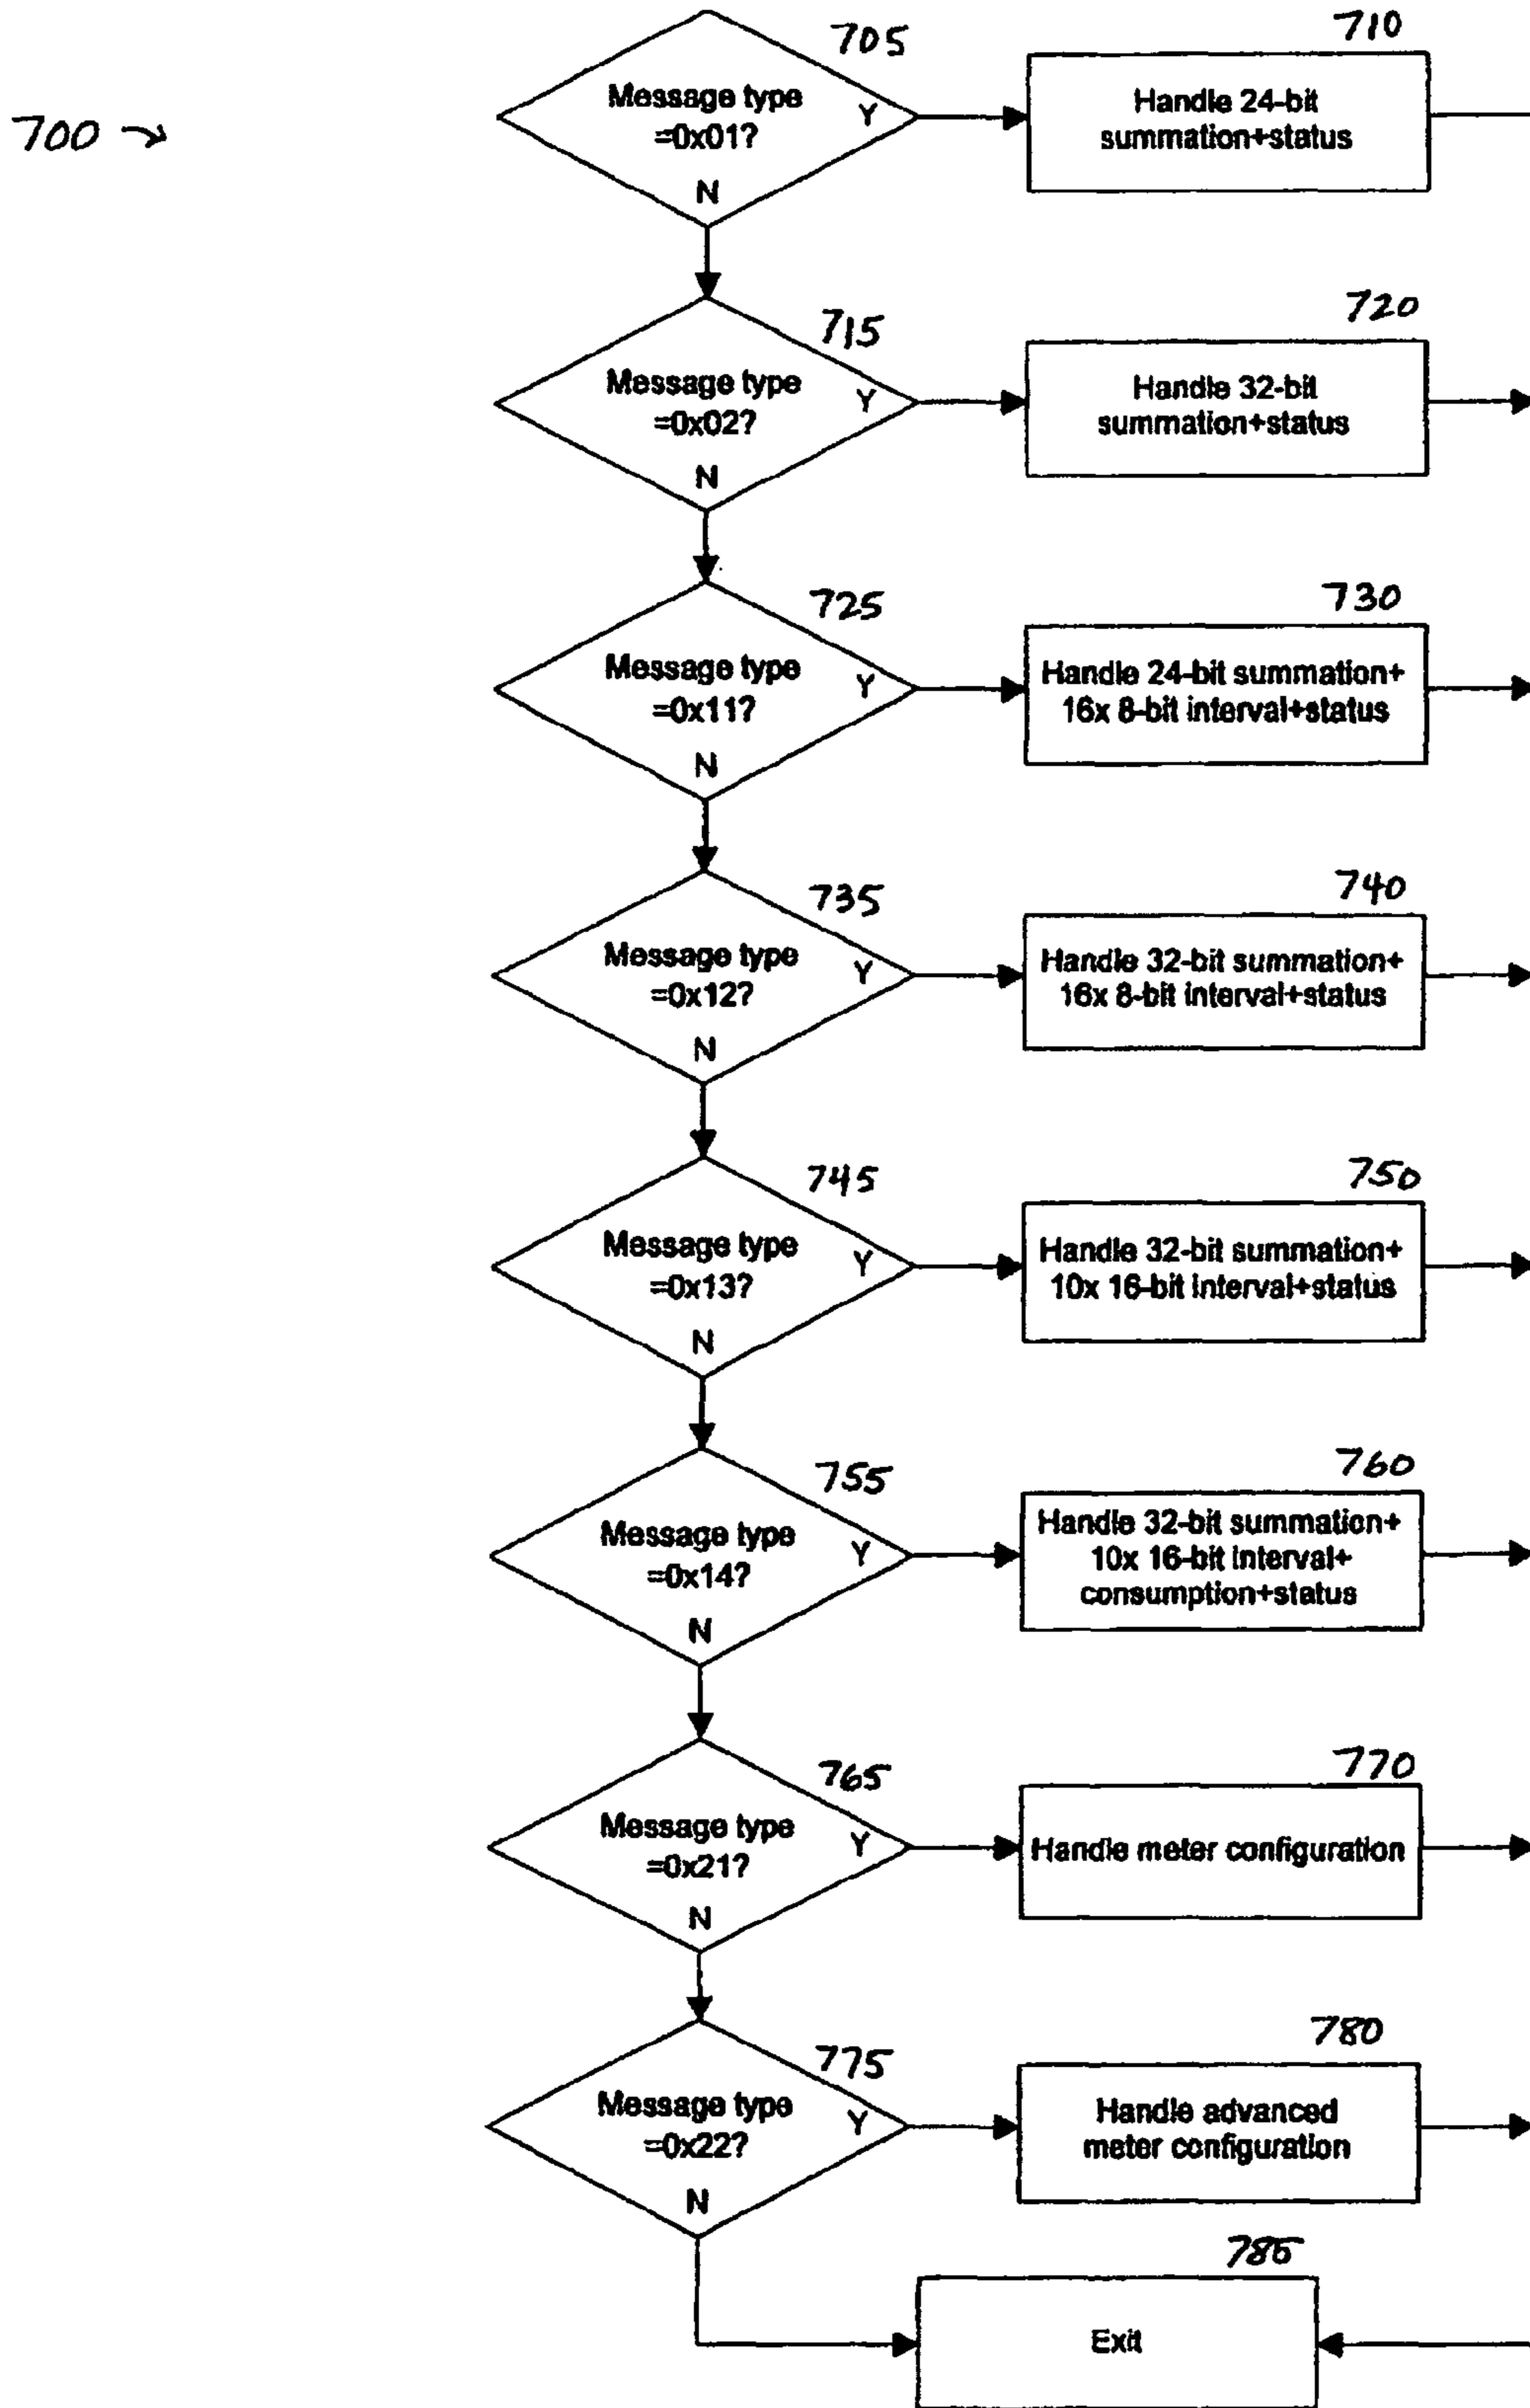 700
705
Message type
=0x01?
Y
N
710
Handle 24-bit
summation+status
715
Message type
=0x02?
Y
N
720
Handle 32-bit
summation+status
725
Message type
=0x11?
Y
N
730
Handle 24-bit summation+
16x 8-bit interval+status
735
Message type
=0x12?
Y
N
740
Handle 32-bit summation+
16x 8-bit interval+status
745
Message type
=0x13?
Y
N
750
Handle 32-bit summation+
10x 16-bit interval+status
755
Message type
=0x14?
Y
N
760
Handle 32-bit summation+
10x 16-bit interval+
consumption+status
765
Message type
=0x21?
Y
N
770
Handle meter configuration
775
Message type
=0x22?
Y
N
780
Handle advanced
meter configuration
785
Exit